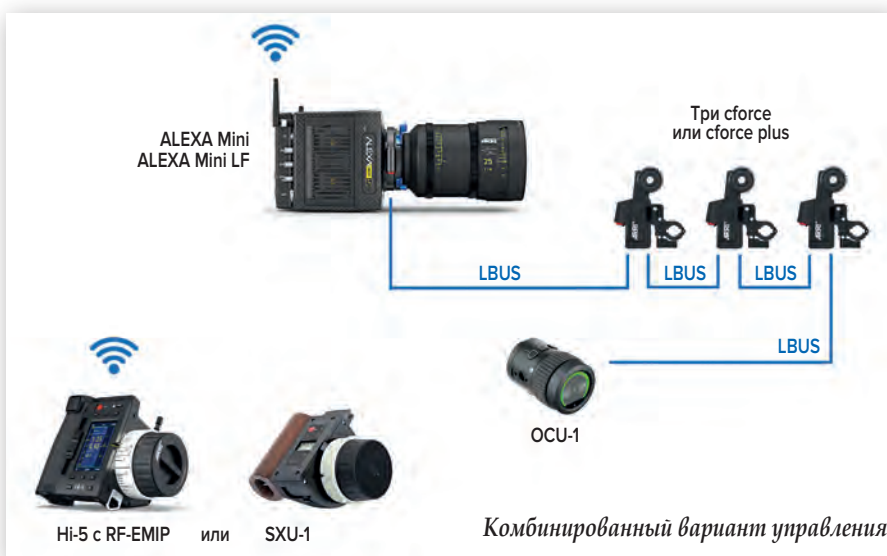 ALEXA Mini
ALEXA Mini LF
Три cforce
или cforce plus
LBUS
LBUS
LBUS
LBUS
OCU-1
Hi-5 с RF-EMIP
или
SXU-1
Комбинированный вариант управления